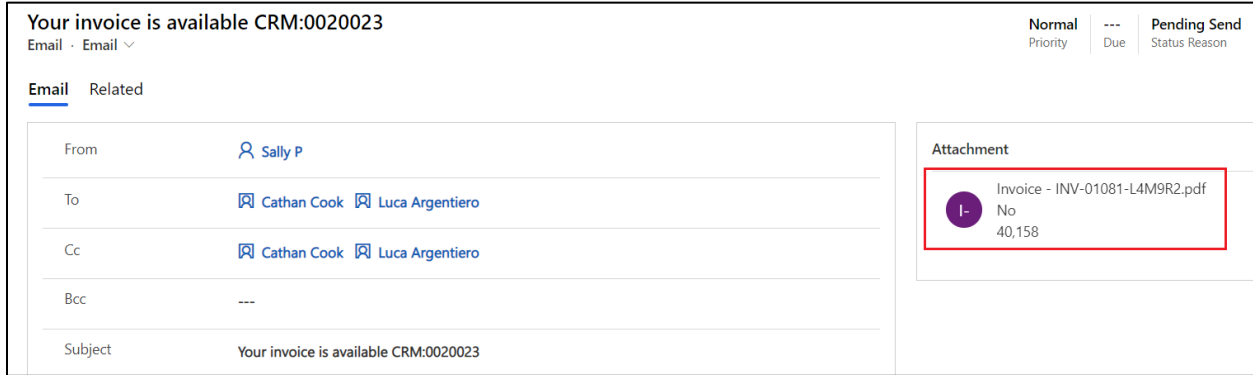 Your invoice is available CRM:0020023
Email · Email
Normal
Priority
---
Due
Pending Send
Status Reason
Email Related
From Sally P
To Cathan Cook Luca Argentiero
Cc Cathan Cook Luca Argentiero
Bcc ---
Subject Your invoice is available CRM:0020023
Attachment
I-
Invoice - INV-01081-L4M9R2.pdf
No
40,158